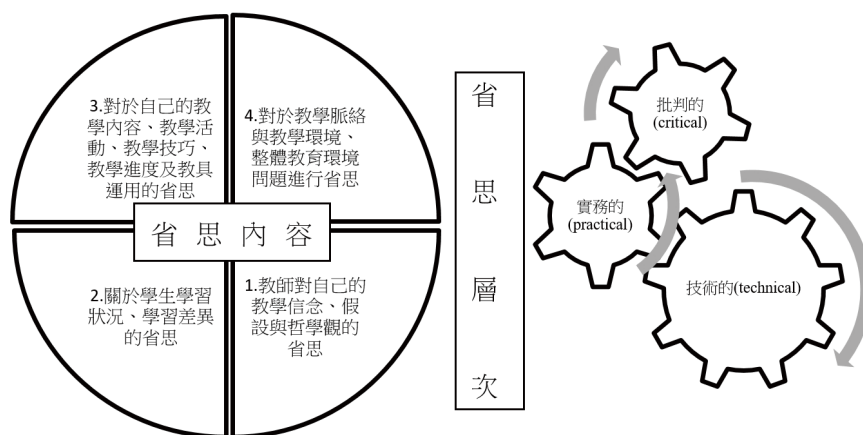 3.對於自己的教
學內容、教學活
動、教學技巧、
教學進度及教具
運用的省思
4.對於教學脈絡
與教學環境、
整體教育環境
問題進行省思
省思內容
2.關於學生學習
狀況、學習差異
的省思
1.教師對自己的
教學信念、假
設與哲學觀的
省思
省思層次
批判的
(critical)
實務的
(practical)
技術的(technical)